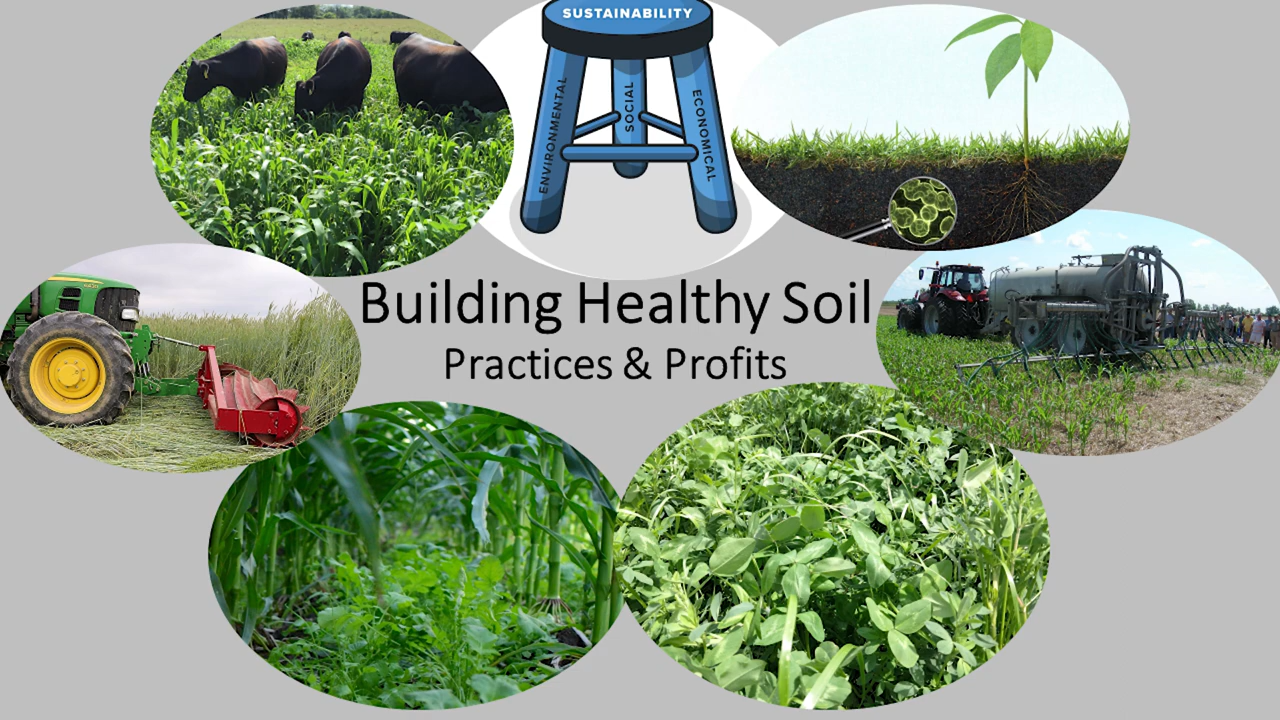 SUSTAINABILITY
ENVIRONMENTAL
SOCIAL
ECONOMICAL
Building Healthy Soil
Practices & Profits